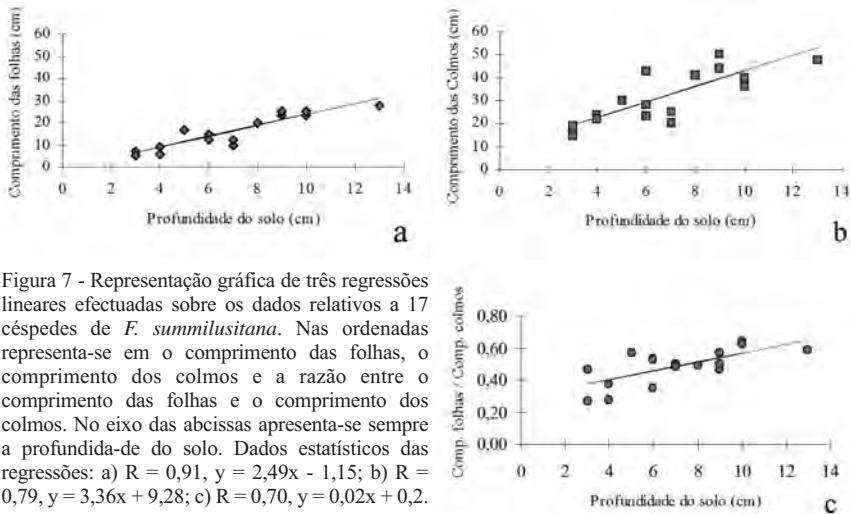 Comprimento das folhas (cm)
60
50
40
30
20
10
0
0 2 4 6 8 10 12 14
Profundidade do solo (cm)
a
Comprimento dos Colmos (cm)
60
50
40
30
20
10
0
0 2 4 6 8 10 12 14
Profundidade do solo (cm)
b
Figura 7 - Representação gráfica de três regressões
lineares efectuadas sobre os dados relativos a 17
céspedes de F. summilusitana. Nas ordenadas
representa-se em o comprimento das folhas, o
comprimento dos colmos e a razão entre o
comprimento das folhas e o comprimento dos
colmos. No eixo das abcissas apresenta-se sempre
a profundida-de do solo. Dados estatísticos das
regressões: a) R = 0,91, y = 2,49x - 1,15; b) R =
0,79, y = 3,36x + 9,28; c) R = 0,70, y = 0,02x + 0,2.
Comp. folhas / Comp. colmos
0,80
0,60
0,40
0,20
0,00
0 2 4 6 8 10 12 14
Profundidade do solo (cm)
c